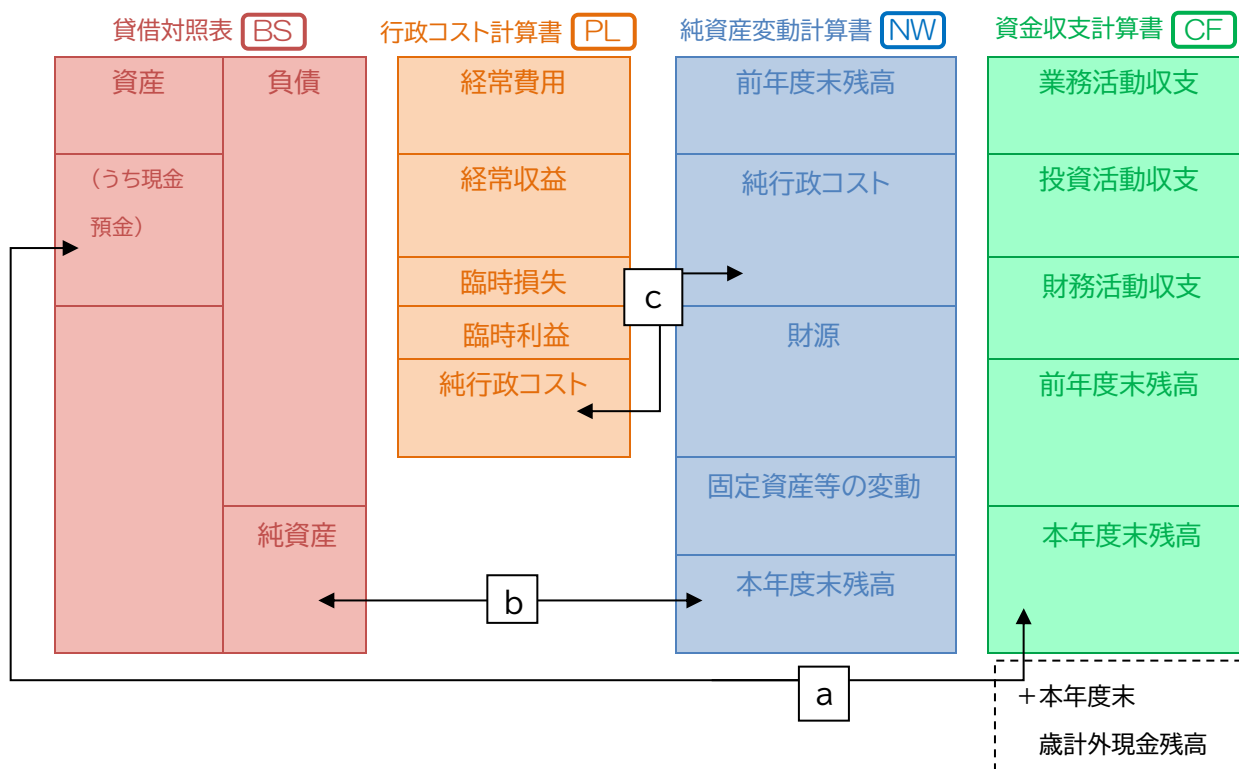 貸借対照表 BS
行政コスト計算書 PL
純資産変動計算書 NW
資金収支計算書 CF
資産
負債
（うち現金
預金）
純資産
経常費用
経常収益
臨時損失
臨時利益
純行政コスト
前年度末残高
純行政コスト
財源
固定資産等の変動
本年度末残高
業務活動収支
投資活動収支
財務活動収支
前年度末残高
本年度末残高
c
b
a
＋本年度末
歳計外現金残高